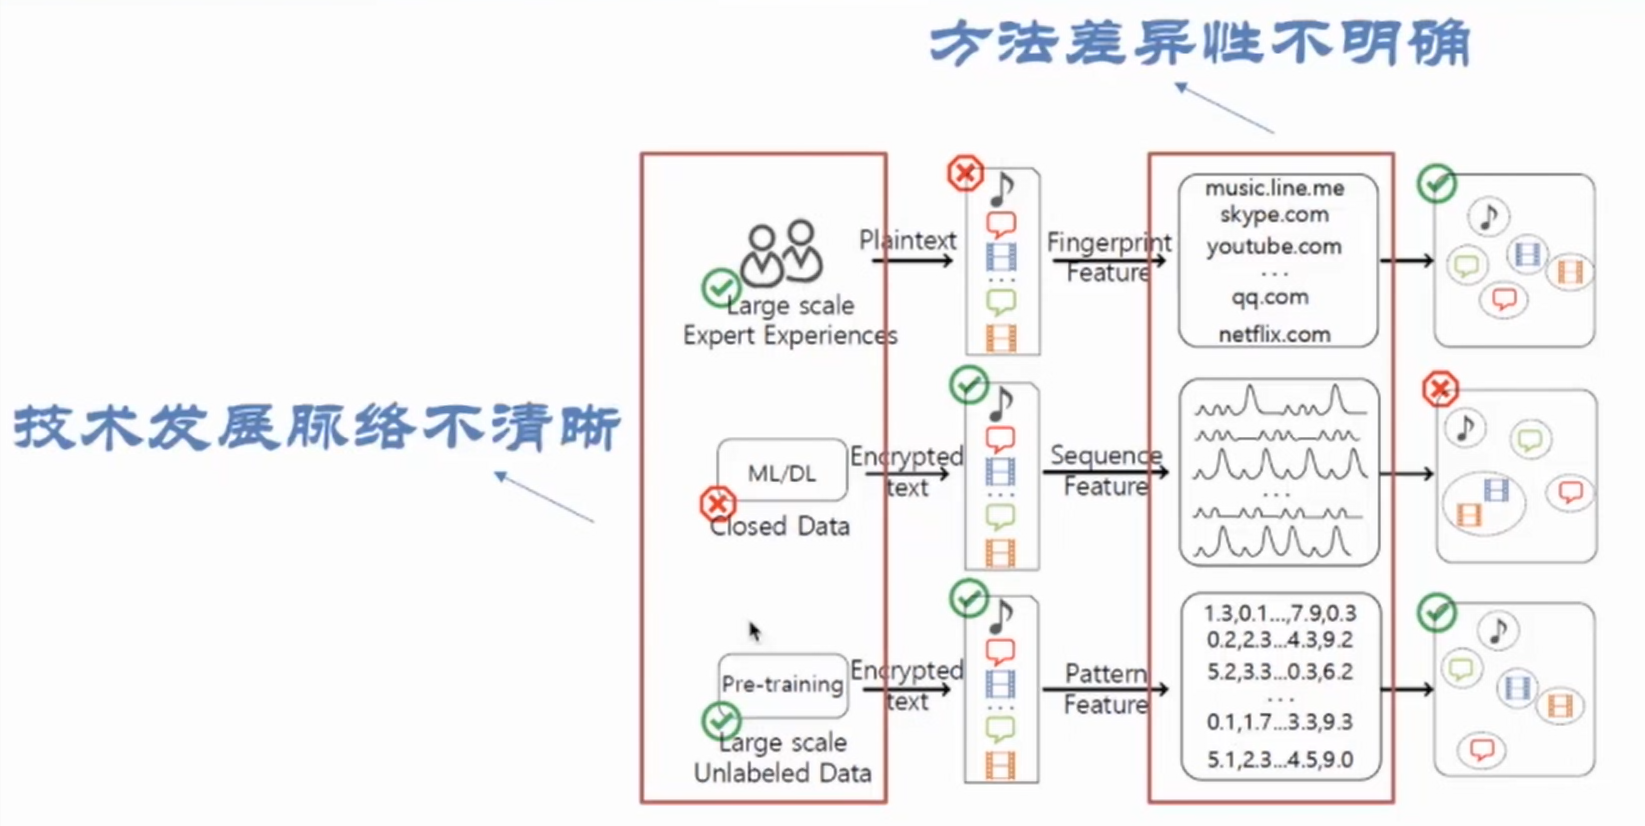 方法差异性不明确
技术发展脉络不清晰
Large scale
Expert Experiences
Plaintext
Fingerprint
Feature
music.line.me
skype.com
youtube.com
...
qq.com
netflix.com
ML/DL
Closed Data
Encrypted
text
Sequence
Feature
...
Pre-training
Large scale
Unlabeled Data
Encrypted
text
Pattern
Feature
1.3,0.1...,7.9,0.3
0.2,2.3...4.3,9.2
5.2,3.3...0.3,6.2
...
0.1,1.7...3.3,9.3
5.1,2.3...4.5,9.0